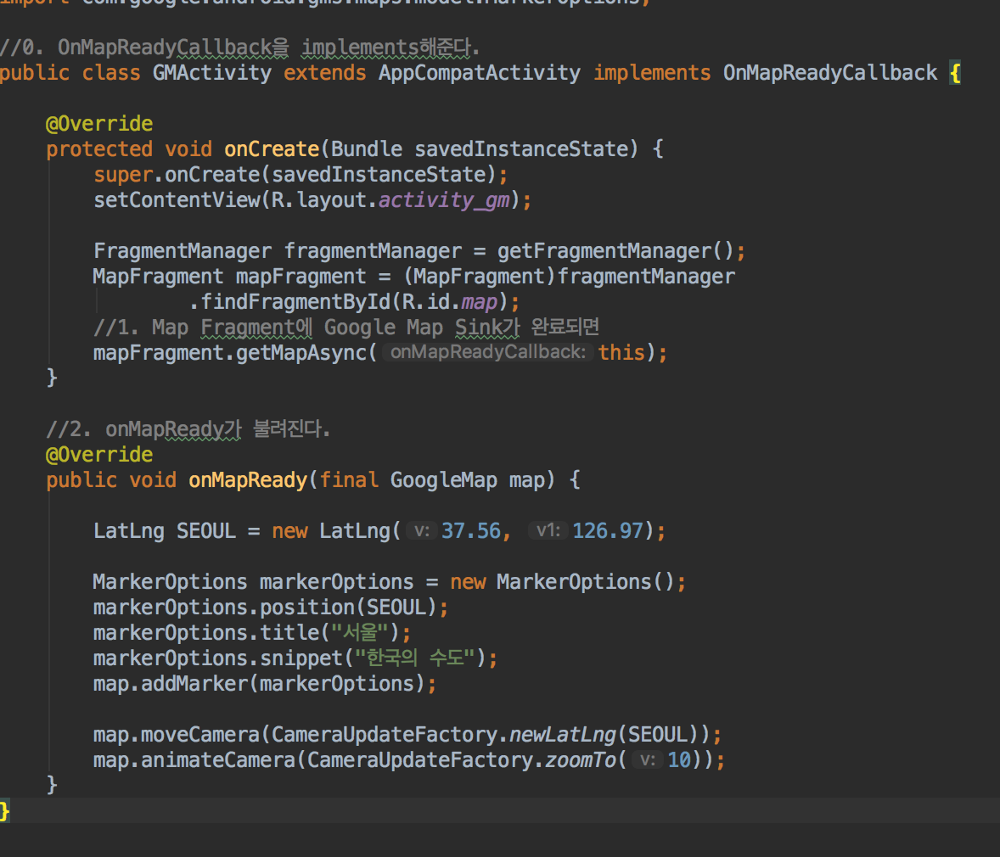 import com.google.android.gms.maps.model.MarkerOptions;
//0. OnMapReadyCallback을 implements해준다.
public class GMActivity extends AppCompatActivity implements OnMapReadyCallback {
@Override
protected void onCreate(Bundle savedInstanceState) {
super.onCreate(savedInstanceState);
setContentView(R.layout.activity_gm);
FragmentManager fragmentManager = getFragmentManager();
MapFragment mapFragment = (MapFragment)fragmentManager
.findFragmentById(R.id.map);
//1. Map Fragment에 Google Map Sink가 완료되면
mapFragment.getMapAsync( onMapReadyCallback: this);
}
//2. onMapReady가 불려진다.
@Override
public void onMapReady(final GoogleMap map) {
LatLng SEOUL = new LatLng( v: 37.56, v1: 126.97);
MarkerOptions markerOptions = new MarkerOptions();
markerOptions.position(SEOUL);
markerOptions.title("서울");
markerOptions.snippet("한국의 수도");
map.addMarker(markerOptions);
map.moveCamera(CameraUpdateFactory.newLatLng(SEOUL));
map.animateCamera(CameraUpdateFactory.zoomTo( v: 10));
}
}